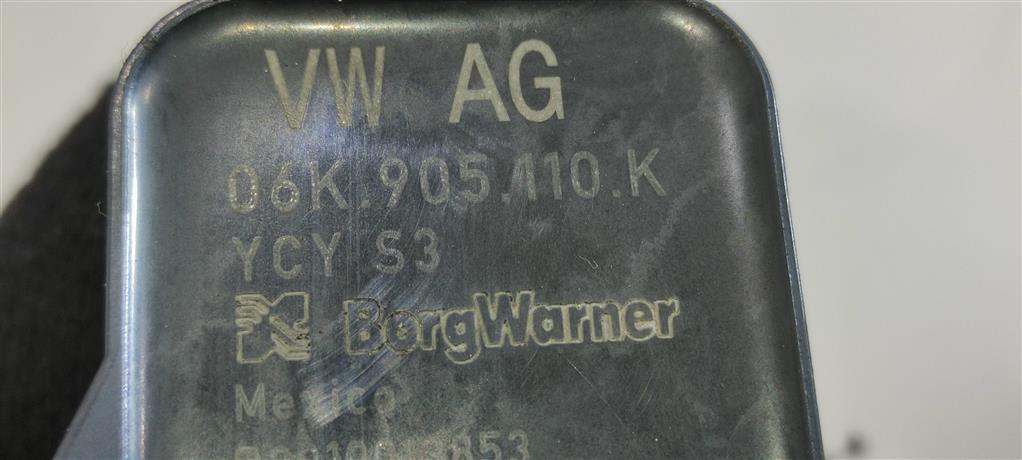 VW AG
06K.905.110.K
YCY S3
BorgWarner
Mexico